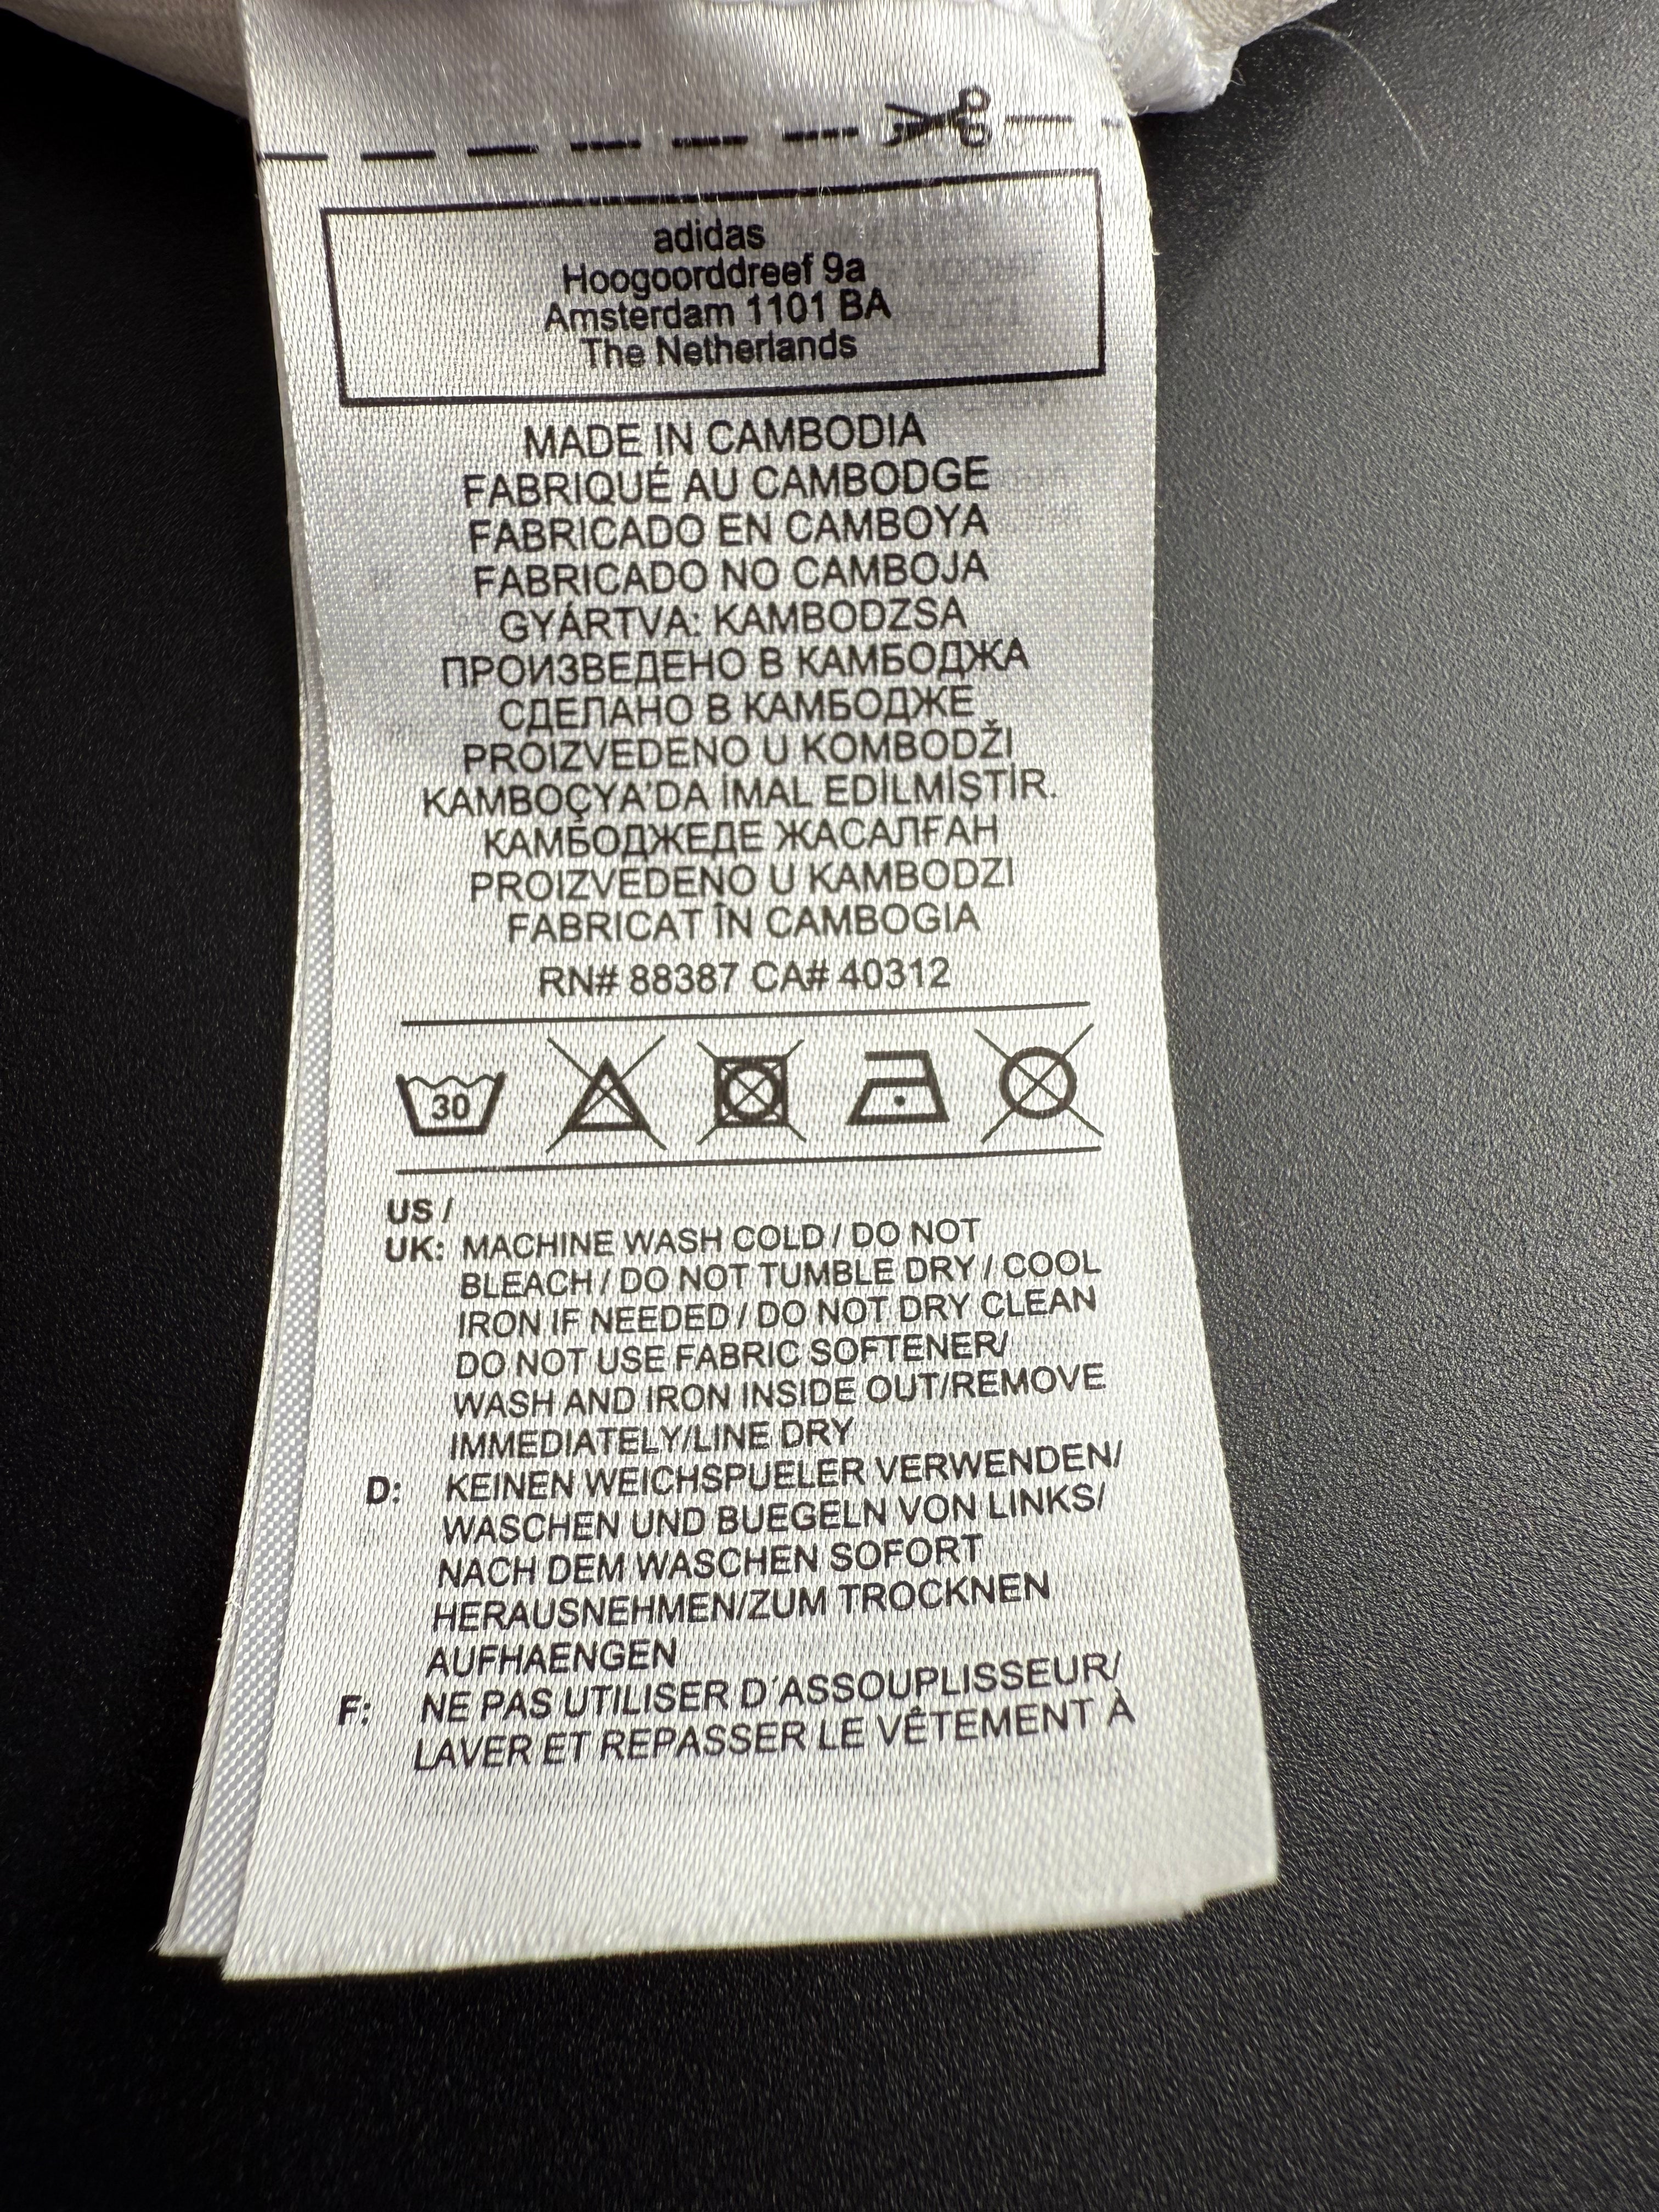 adidas
Hoogoorddreef 9a
Amsterdam 1101 BA
The Netherlands
MADE IN CAMBODIA
FABRIQUÉ AU CAMBODGE
FABRICADO EN CAMBOYA
FABRICADO NO CAMBOJA
GYÁRTVA: KAMBODZSA
ПРОИЗВЕДЕНО В КАМБОДЖА
СДЕЛАНО В КАМБОДЖЕ
PROIZVEDENO U KOMBODŽI
KAMBOÇYA'DA İMAL EDİLMİŞTİR.
КАМБОДЖЕДЕ ЖАСАЛҒАН
PROIZVEDENO U KAMBODZI
FABRICAT ÎN CAMBOGIA
RN# 88387 CA# 40312
30
US /
UK: MACHINE WASH COLD / DO NOT
BLEACH / DO NOT TUMBLE DRY / COOL
IRON IF NEEDED / DO NOT DRY CLEAN
DO NOT USE FABRIC SOFTENER/
WASH AND IRON INSIDE OUT/REMOVE
IMMEDIATELY/LINE DRY
D: KEINEN WEICHSPUELER VERWENDEN/
WASCHEN UND BUEGELN VON LINKS/
NACH DEM WASCHEN SOFORT
HERAUSNEHMEN/ZUM TROCKNEN
AUFHAENGEN
F: NE PAS UTILISER D´ASSOUPLISSEUR/
LAVER ET REPASSER LE VÊTEMENT À